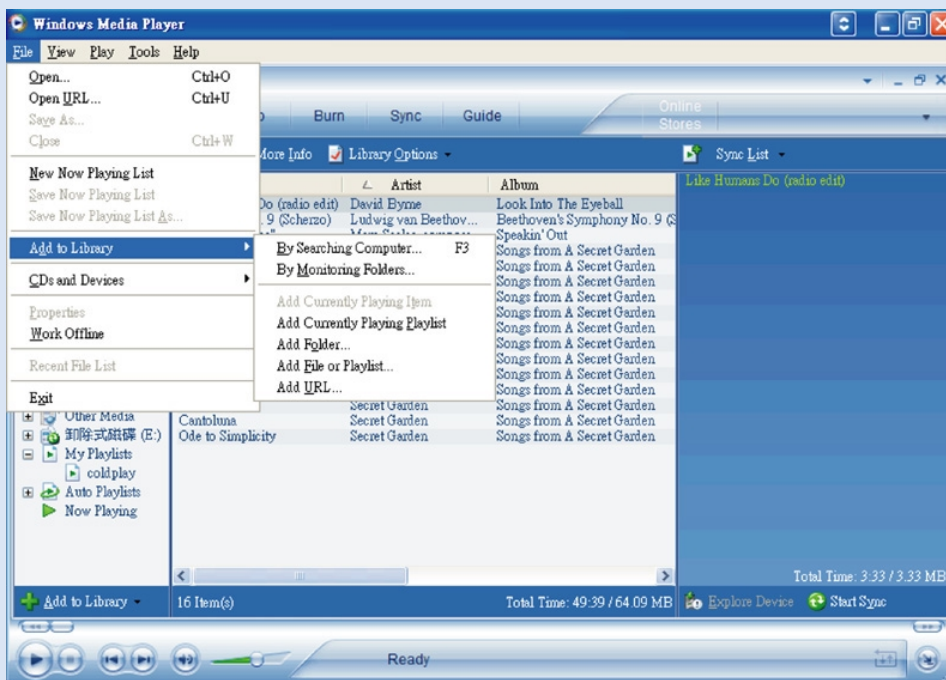 Windows Media Player
File View Play Tools Help
Open... Ctrl+O
Open URL... Ctrl+U
Save As...
Close Ctrl+W
New Now Playing List
Save Now Playing List
Save Now Playing List As...
Add to Library
CDs and Devices
Properties
Work Offline
Recent File List
Exit
By Searching Computer... F3
By Monitoring Folders...
Add Currently Playing Item
Add Currently Playing Playlist
Add Folder...
Add File or Playlist...
Add URL...
Burn Sync Guide
Online
Stores
More Info Library Options Sync List
Artist Album
Do (radio edit) David Byrne Look Into The Eyeball
. 9 (Scherzo) Ludwig van Beethov... Beethoven's Symphony No. 9 (S
Speakin' Out
Songs from A Secret Garden
Songs from A Secret Garden
Songs from A Secret Garden
Songs from A Secret Garden
Songs from A Secret Garden
Songs from A Secret Garden
Songs from A Secret Garden
Songs from A Secret Garden
Songs from A Secret Garden
Songs from A Secret Garden
Secret Garden Songs from A Secret Garden
Cantoluna Secret Garden Songs from A Secret Garden
Ode to Simplicity Secret Garden Songs from A Secret Garden
Like Humans Do (radio edit)
Other Media
卸除式磁碟 (E:)
My Playlists
coldplay
Auto Playlists
Now Playing
Total Time: 3:33 / 3.33 MB
Add to Library 16 Item(s) Total Time: 49:39 / 64.09 MB Explore Device Start Sync
Ready